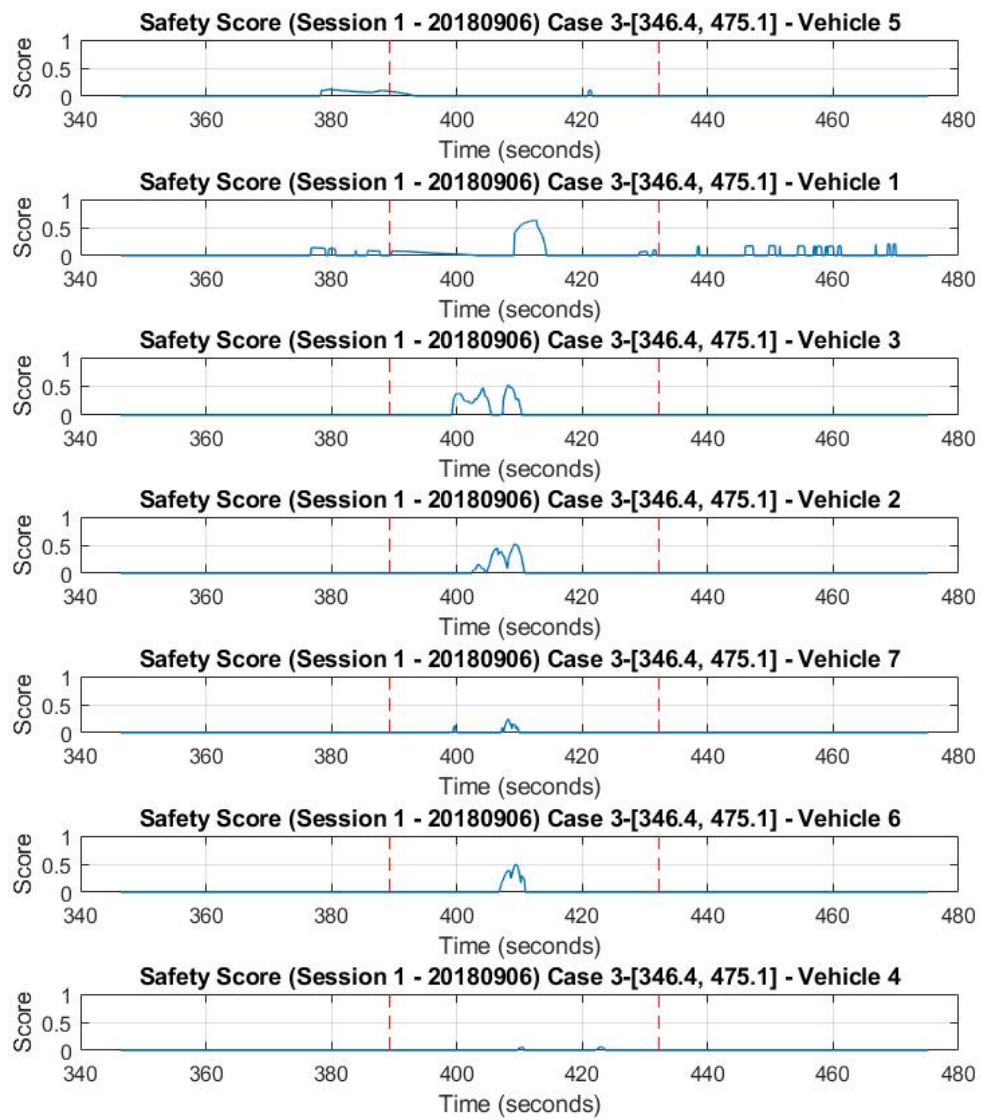 Safety Score (Session 1 - 20180906) Case 3-[346.4, 475.1] - Vehicle 5
Score
1
0.5
0
340 360 380 400 420 440 460 480
Time (seconds)
Safety Score (Session 1 - 20180906) Case 3-[346.4, 475.1] - Vehicle 1
Score
1
0.5
0
340 360 380 400 420 440 460 480
Time (seconds)
Safety Score (Session 1 - 20180906) Case 3-[346.4, 475.1] - Vehicle 3
Score
1
0.5
0
340 360 380 400 420 440 460 480
Time (seconds)
Safety Score (Session 1 - 20180906) Case 3-[346.4, 475.1] - Vehicle 2
Score
1
0.5
0
340 360 380 400 420 440 460 480
Time (seconds)
Safety Score (Session 1 - 20180906) Case 3-[346.4, 475.1] - Vehicle 7
Score
1
0.5
0
340 360 380 400 420 440 460 480
Time (seconds)
Safety Score (Session 1 - 20180906) Case 3-[346.4, 475.1] - Vehicle 6
Score
1
0.5
0
340 360 380 400 420 440 460 480
Time (seconds)
Safety Score (Session 1 - 20180906) Case 3-[346.4, 475.1] - Vehicle 4
Score
1
0.5
0
340 360 380 400 420 440 460 480
Time (seconds)